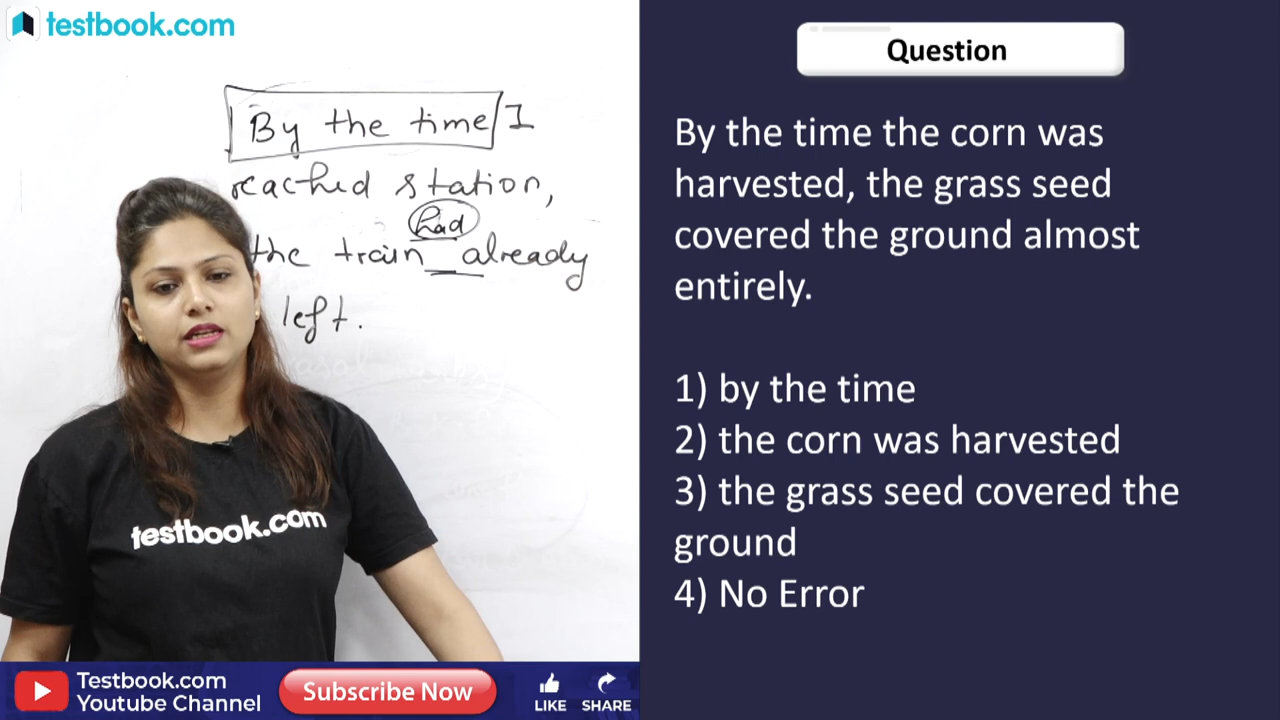 testbook.com
By the time I
reached station,
had
the train __ already
left.
testbook.com
Question
By the time the corn was
harvested, the grass seed
covered the ground almost
entirely.
1) by the time
2) the corn was harvested
3) the grass seed covered the
ground
4) No Error
Testbook.com
Youtube Channel
Subscribe Now
LIKE
SHARE